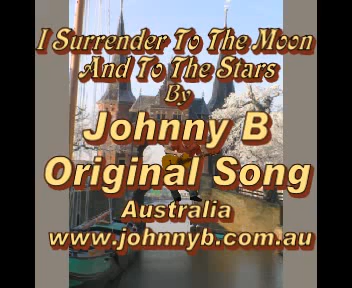 I Surrender To The Moon
And To The Stars
By
Johnny B
Original Song
Australia
www.johnnyb.com.au